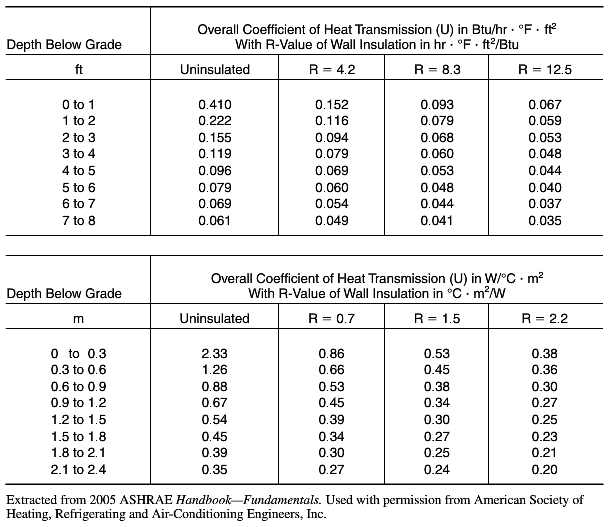 Overall Coefficient of Heat Transmission (U) in Btu/hr · °F · ft²
Depth Below Grade With R-Value of Wall Insulation in hr · °F · ft²/Btu
ft Uninsulated R = 4.2 R = 8.3 R = 12.5
0 to 1 0.410 0.152 0.093 0.067
1 to 2 0.222 0.116 0.079 0.059
2 to 3 0.155 0.094 0.068 0.053
3 to 4 0.119 0.079 0.060 0.048
4 to 5 0.096 0.069 0.053 0.044
5 to 6 0.079 0.060 0.048 0.040
6 to 7 0.069 0.054 0.044 0.037
7 to 8 0.061 0.049 0.041 0.035
Overall Coefficient of Heat Transmission (U) in W/°C · m²
Depth Below Grade With R-Value of Wall Insulation in °C · m²/W
m Uninsulated R = 0.7 R = 1.5 R = 2.2
0 to 0.3 2.33 0.86 0.53 0.38
0.3 to 0.6 1.26 0.66 0.45 0.36
0.6 to 0.9 0.88 0.53 0.38 0.30
0.9 to 1.2 0.67 0.45 0.34 0.27
1.2 to 1.5 0.54 0.39 0.30 0.25
1.5 to 1.8 0.45 0.34 0.27 0.23
1.8 to 2.1 0.39 0.30 0.25 0.21
2.1 to 2.4 0.35 0.27 0.24 0.20
Extracted from 2005 ASHRAE Handbook—Fundamentals. Used with permission from American Society of
Heating, Refrigerating and Air-Conditioning Engineers, Inc.